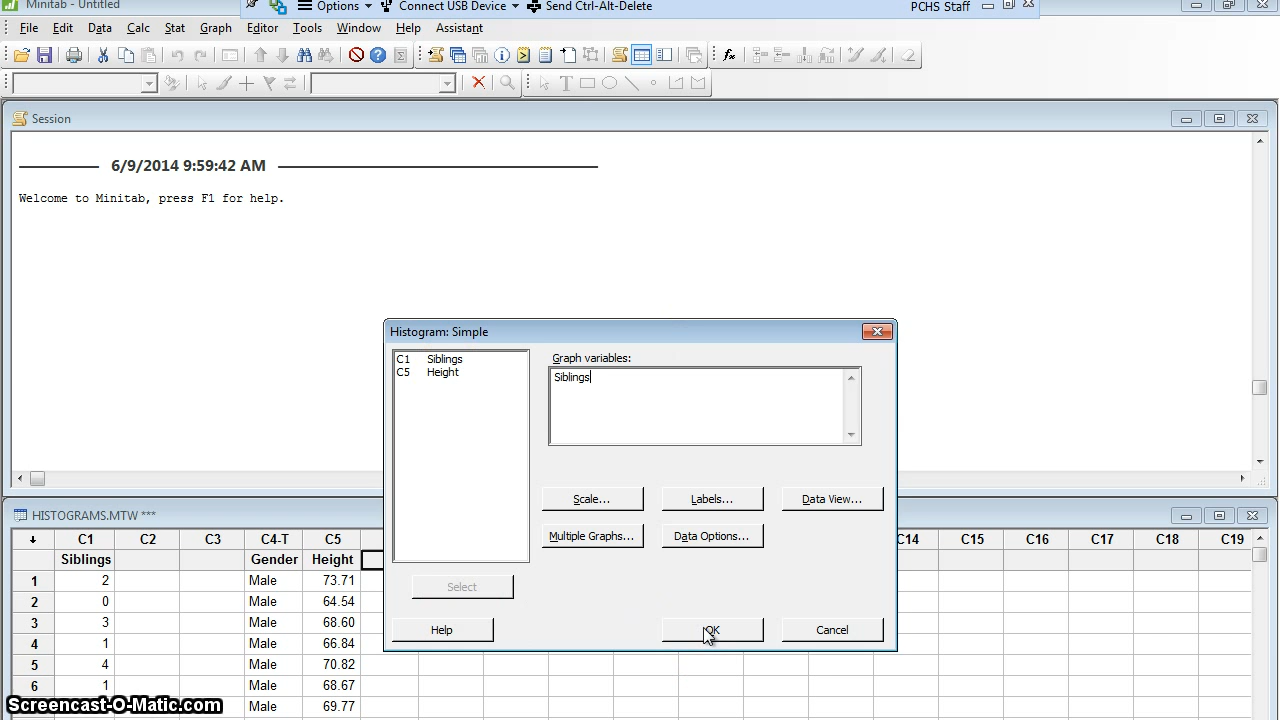 Minitab - Untitled
Options Connect USB Device Send Ctrl-Alt-Delete PCHS Staff
File Edit Data Calc Stat Graph Editor Tools Window Help Assistant
Session
6/9/2014 9:59:42 AM
Welcome to Minitab, press F1 for help.
Histogram: Simple
C1 Siblings
C5 Height
Graph variables:
Siblings
Scale... Labels... Data View...
Multiple Graphs... Data Options...
Select
Help OK Cancel
HISTOGRAMS.MTW ***
C1 C2 C3 C4-T C5 C14 C15 C16 C17 C18 C19
Siblings Gender Height
1 2 Male 73.71
2 0 Male 64.54
3 3 Male 68.60
4 1 Male 66.84
5 4 Male 70.82
6 1 Male 68.67
Male 69.77
Screencast-O-Matic.com